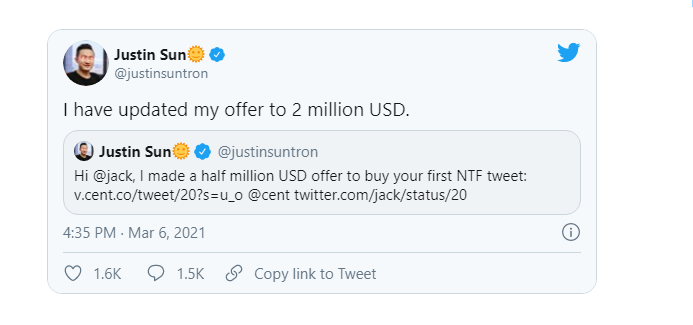 Justin Sun🌞
@justinsuntron
I have updated my offer to 2 million USD.
Justin Sun🌞 @justinsuntron
Hi @jack, I made a half million USD offer to buy your first NTF tweet:
v.cent.co/tweet/20?s=u_o @cent twitter.com/jack/status/20
4:35 PM · Mar 6, 2021
1.6K 1.5K Copy link to Tweet